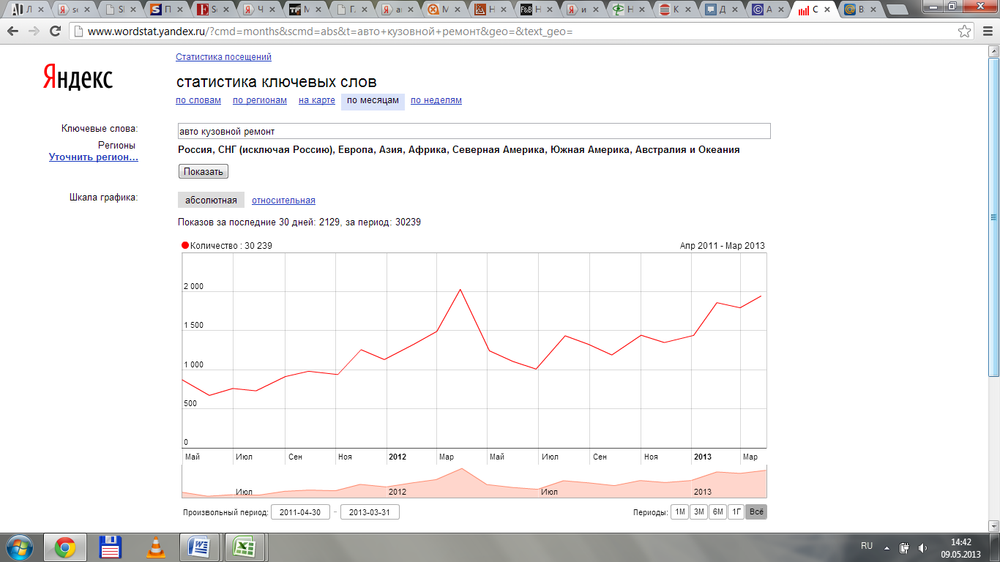 Л
se
SI
П
Se
Ч
М
Г
а
М
Н
Н
и
Н
К
Д
А
С
В
www.wordstat.yandex.ru/?cmd=months&scmd=abs&t=авто+кузовной+ремонт&geo=&text_geo=
Статистика посещений
Яндекс
статистика ключевых слов
по словам по регионам на карте по месяцам по неделям
Ключевые слова: авто кузовной ремонт
Регионы
Уточнить регион...
Россия, СНГ (исключая Россию), Европа, Азия, Африка, Северная Америка, Южная Америка, Австралия и Океания
Показать
Шкала графика: абсолютная относительная
Показов за последние 30 дней: 2129, за период: 30239
Количество : 30 239 Апр 2011 - Мар 2013
2 000
1 500
1 000
500
0
Май Июл Сен Ноя 2012 Мар Май Июл Сен Ноя 2013 Мар
Июл 2012 Июл 2013
Произвольный период: 2011-04-30 - 2013-03-31 Периоды: 1М 3М 6М 1Г Всё
RU 14:42
09.05.2013